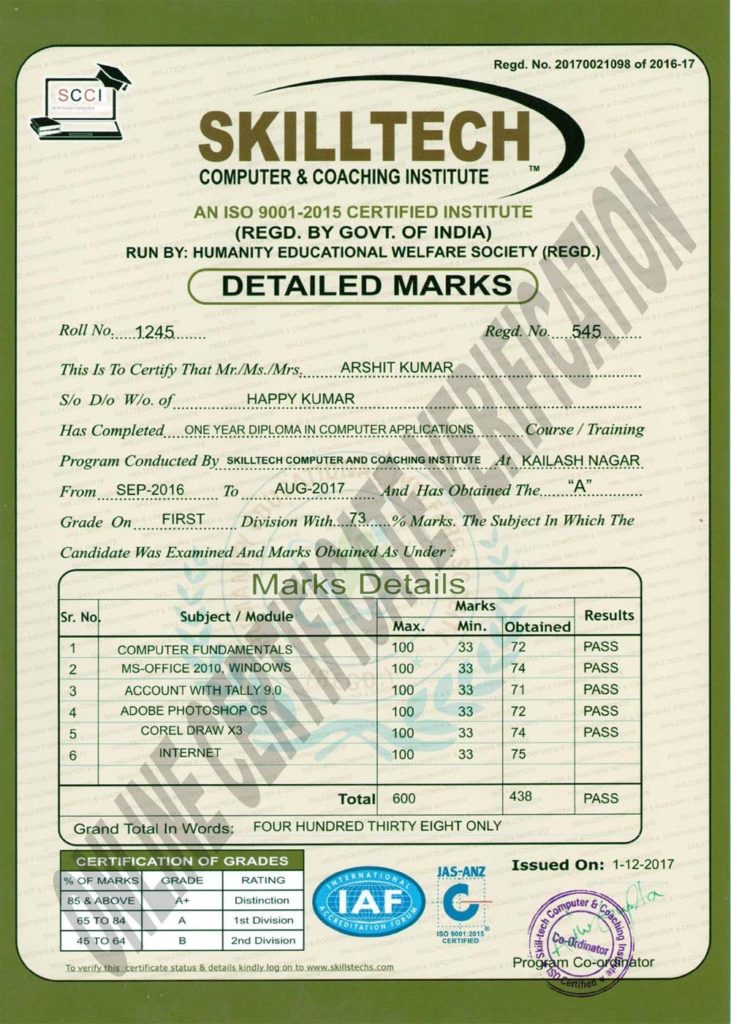 Regd. No. 20170021098 of 2016-17
SCCI
SKILLTECH
COMPUTER & COACHING INSTITUTE ™
AN ISO 9001-2015 CERTIFIED INSTITUTE
(REGD. BY GOVT. OF INDIA)
RUN BY: HUMANITY EDUCATIONAL WELFARE SOCIETY (REGD.)
DETAILED MARKS
Roll No. 1245 Regd. No. 545
This Is To Certify That Mr./Ms./Mrs. ARSHIT KUMAR
S/o D/o W/o. of HAPPY KUMAR
Has Completed ONE YEAR DIPLOMA IN COMPUTER APPLICATIONS Course / Training
Program Conducted By SKILLTECH COMPUTER AND COACHING INSTITUTE At KAILASH NAGAR
From SEP-2016 To AUG-2017 And Has Obtained The "A"
Grade On FIRST Division With 73 % Marks. The Subject In Which The
Candidate Was Examined And Marks Obtained As Under :
Marks Details
Sr. No. Subject / Module Marks Results
Max. Min. Obtained
1 COMPUTER FUNDAMENTALS 100 33 72 PASS
2 MS-OFFICE 2010, WINDOWS 100 33 74 PASS
3 ACCOUNT WITH TALLY 9.0 100 33 71 PASS
4 ADOBE PHOTOSHOP CS 100 33 72 PASS
5 COREL DRAW X3 100 33 74 PASS
6 INTERNET 100 33 75
Total 600 438 PASS
Grand Total In Words: FOUR HUNDRED THIRTY EIGHT ONLY
CERTIFICATION OF GRADES
% OF MARKS GRADE RATING
85 & ABOVE A+ Distinction
65 TO 84 A 1st Division
45 TO 64 B 2nd Division
To verify this certificate status & details kindly log on to www.skilltechs.com
INTERNATIONAL
IAF
ACCREDITATION FORUM
JAS-ANZ
C
ISO 9001:2015
CERTIFIED
Issued On: 1-12-2017
Skill-tech Computer & Coaching Institute
Co-Ordinator
ISO Certified
Program Co-ordinator
ONLINE CERTIFICATE VERIFICATION